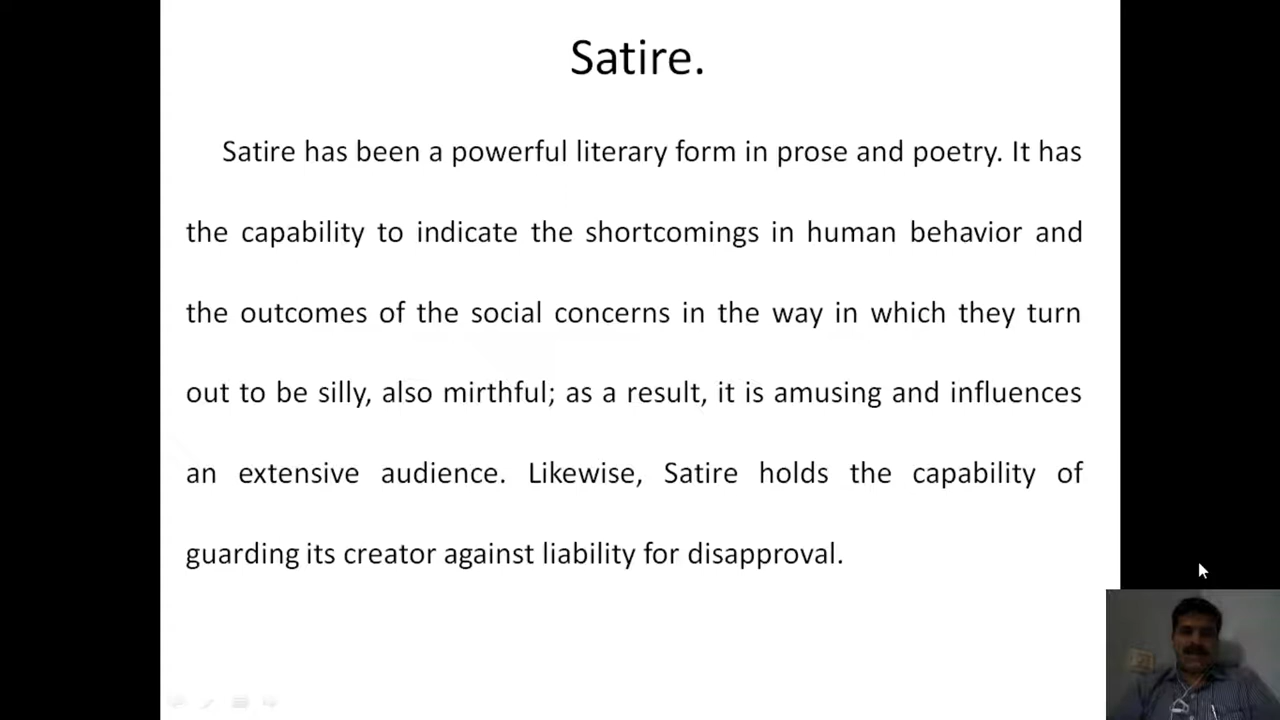 Satire.
Satire has been a powerful literary form in prose and poetry. It has
the capability to indicate the shortcomings in human behavior and
the outcomes of the social concerns in the way in which they turn
out to be silly, also mirthful; as a result, it is amusing and influences
an extensive audience. Likewise, Satire holds the capability of
guarding its creator against liability for disapproval.